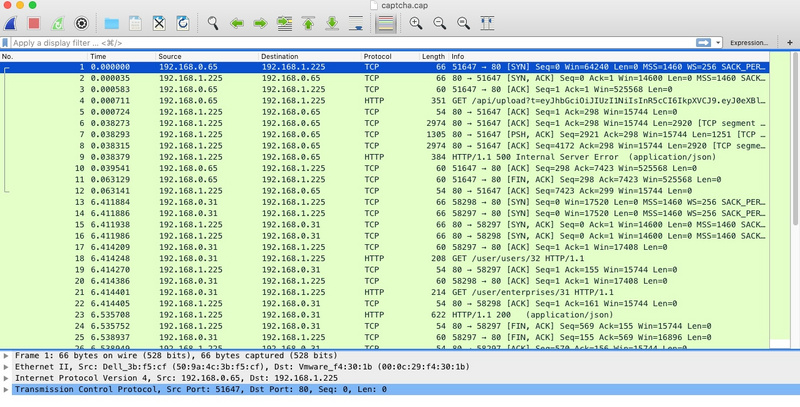 captcha.cap
Apply a display filter ... <⌘/>
Expression... +
No. Time Source Destination Protocol Length Info
1 0.000000 192.168.0.65 192.168.1.225 TCP 66 51647 → 80 [SYN] Seq=0 Win=64240 Len=0 MSS=1460 WS=256 SACK_PER…
2 0.000035 192.168.1.225 192.168.0.65 TCP 66 80 → 51647 [SYN, ACK] Seq=0 Ack=1 Win=14600 Len=0 MSS=1460 SAC…
3 0.000583 192.168.0.65 192.168.1.225 TCP 60 51647 → 80 [ACK] Seq=1 Ack=1 Win=525568 Len=0
4 0.000711 192.168.0.65 192.168.1.225 HTTP 351 GET /api/upload?t=eyJhbGciOiJIUzI1NiIsInR5cCI6IkpXVCJ9.eyJ0eXBl…
5 0.000724 192.168.1.225 192.168.0.65 TCP 54 80 → 51647 [ACK] Seq=1 Ack=298 Win=15744 Len=0
6 0.038273 192.168.1.225 192.168.0.65 TCP 2974 80 → 51647 [ACK] Seq=1 Ack=298 Win=15744 Len=2920 [TCP segment …
7 0.038293 192.168.1.225 192.168.0.65 TCP 1305 80 → 51647 [PSH, ACK] Seq=2921 Ack=298 Win=15744 Len=1251 [TCP …
8 0.038315 192.168.1.225 192.168.0.65 TCP 2974 80 → 51647 [ACK] Seq=4172 Ack=298 Win=15744 Len=2920 [TCP segme…
9 0.038379 192.168.1.225 192.168.0.65 HTTP 384 HTTP/1.1 500 Internal Server Error (application/json)
10 0.039541 192.168.0.65 192.168.1.225 TCP 60 51647 → 80 [ACK] Seq=298 Ack=7423 Win=525568 Len=0
11 0.063129 192.168.0.65 192.168.1.225 TCP 60 51647 → 80 [FIN, ACK] Seq=298 Ack=7423 Win=525568 Len=0
12 0.063141 192.168.1.225 192.168.0.65 TCP 54 80 → 51647 [ACK] Seq=7423 Ack=299 Win=15744 Len=0
13 6.411884 192.168.0.31 192.168.1.225 TCP 66 58298 → 80 [SYN] Seq=0 Win=17520 Len=0 MSS=1460 WS=256 SACK_PER…
14 6.411886 192.168.0.31 192.168.1.225 TCP 66 58297 → 80 [SYN] Seq=0 Win=17520 Len=0 MSS=1460 WS=256 SACK_PER…
15 6.411938 192.168.1.225 192.168.0.31 TCP 66 80 → 58297 [SYN, ACK] Seq=0 Ack=1 Win=14600 Len=0 MSS=1460 SAC…
16 6.411986 192.168.1.225 192.168.0.31 TCP 66 80 → 58298 [SYN, ACK] Seq=0 Ack=1 Win=14600 Len=0 MSS=1460 SAC…
17 6.414209 192.168.0.31 192.168.1.225 TCP 60 58297 → 80 [ACK] Seq=1 Ack=1 Win=17408 Len=0
18 6.414248 192.168.0.31 192.168.1.225 HTTP 208 GET /user/users/32 HTTP/1.1
19 6.414270 192.168.1.225 192.168.0.31 TCP 54 80 → 58297 [ACK] Seq=1 Ack=155 Win=15744 Len=0
20 6.414386 192.168.0.31 192.168.1.225 TCP 60 58298 → 80 [ACK] Seq=1 Ack=1 Win=17408 Len=0
21 6.414401 192.168.0.31 192.168.1.225 HTTP 214 GET /user/enterprises/31 HTTP/1.1
22 6.414405 192.168.1.225 192.168.0.31 TCP 54 80 → 58298 [ACK] Seq=1 Ack=161 Win=15744 Len=0
23 6.535708 192.168.1.225 192.168.0.31 HTTP 622 HTTP/1.1 200 (application/json)
24 6.535752 192.168.1.225 192.168.0.31 TCP 54 80 → 58297 [FIN, ACK] Seq=569 Ack=155 Win=15744 Len=0
25 6.538937 192.168.0.31 192.168.1.225 TCP 60 58297 → 80 [FIN, ACK] Seq=155 Ack=569 Win=16896 Len=0
26 6.538949 192.168.1.225 192.168.0.31 TCP 54 80 → 58297 [ACK] Seq=570 Ack=156 Win=15744 Len=0
Frame 1: 66 bytes on wire (528 bits), 66 bytes captured (528 bits)
Ethernet II, Src: Dell_3b:f5:cf (50:9a:4c:3b:f5:cf), Dst: Vmware_f4:30:1b (00:0c:29:f4:30:1b)
Internet Protocol Version 4, Src: 192.168.0.65, Dst: 192.168.1.225
Transmission Control Protocol, Src Port: 51647, Dst Port: 80, Seq: 0, Len: 0